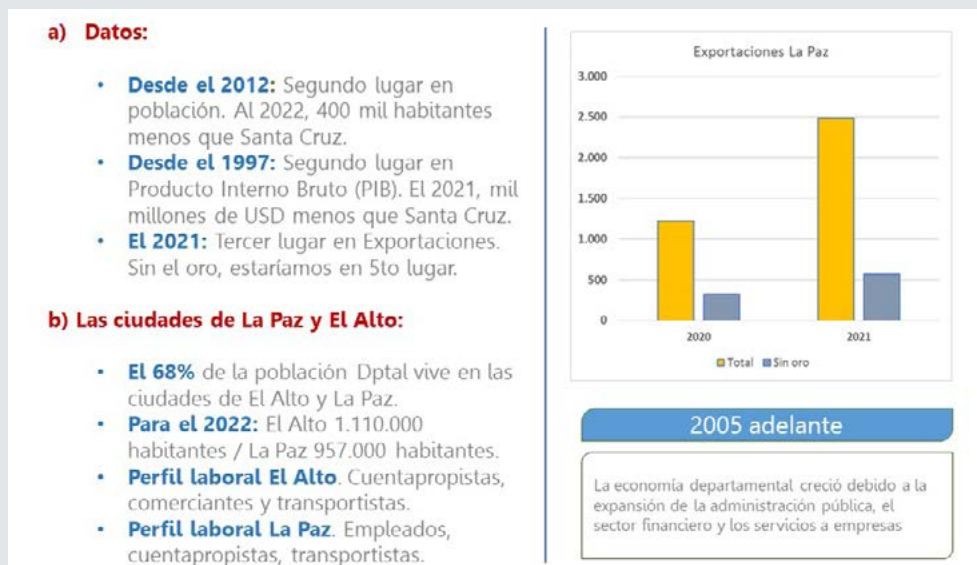 a) Datos:
• Desde el 2012: Segundo lugar en
población. Al 2022, 400 mil habitantes
menos que Santa Cruz.
• Desde el 1997: Segundo lugar en
Producto Interno Bruto (PIB). El 2021, mil
millones de USD menos que Santa Cruz.
• El 2021: Tercer lugar en Exportaciones.
Sin el oro, estaríamos en 5to lugar.
b) Las ciudades de La Paz y El Alto:
• El 68% de la población Dptal vive en las
ciudades de El Alto y La Paz.
• Para el 2022: El Alto 1.110.000
habitantes / La Paz 957.000 habitantes.
• Perfil laboral El Alto. Cuentapropistas,
comerciantes y transportistas.
• Perfil laboral La Paz. Empleados,
cuentapropistas, transportistas.
Exportaciones La Paz
3.000
2.500
2.000
1.500
1.000
500
0
2020 2021
Total Sin oro
2005 adelante
La economía departamental creció debido a la
expansión de la administración pública, el
sector financiero y los servicios a empresas